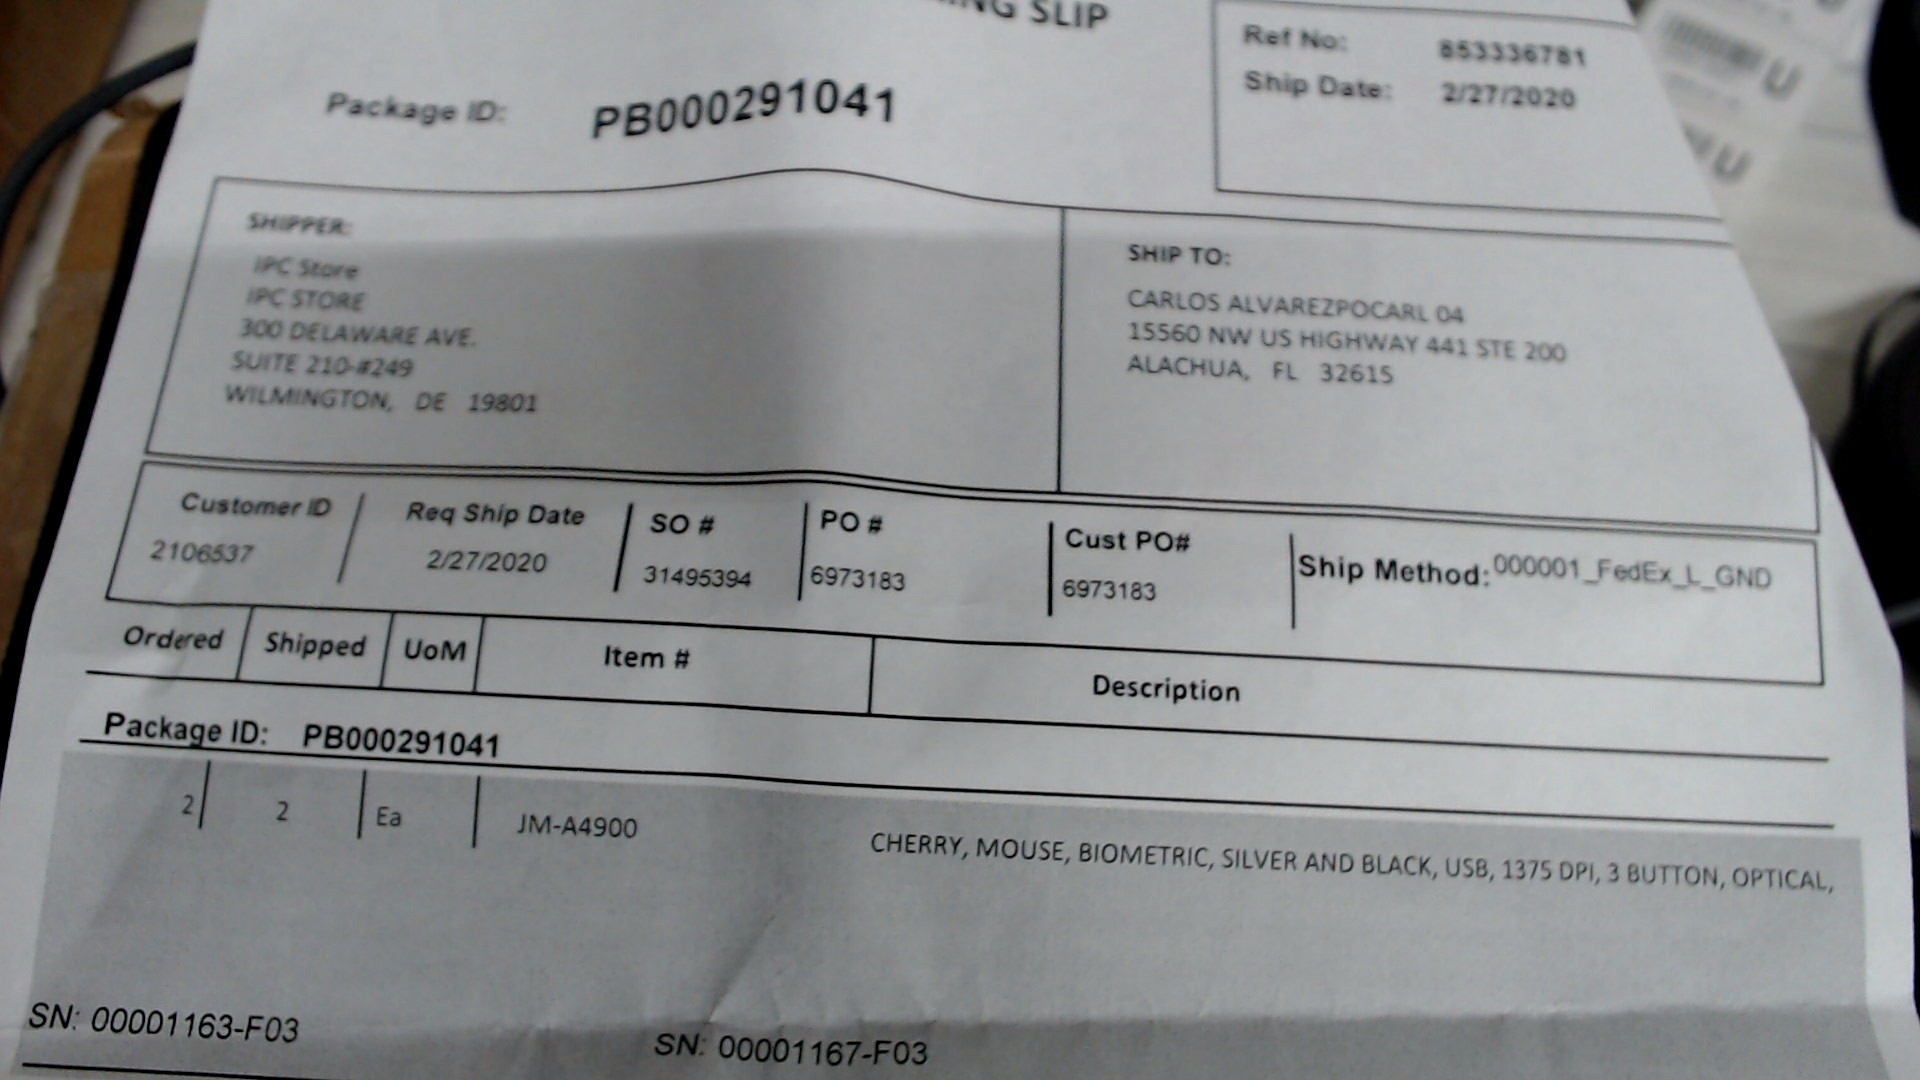 SLIP
Ref No: 853336781
Ship Date: 2/27/2020
Package ID: PB000291041
SHIPPER:
IPC Store
IPC STORE
300 DELAWARE AVE.
SUITE 210-#249
WILMINGTON, DE 19801
SHIP TO:
CARLOS ALVAREZPOCARL 04
15560 NW US HIGHWAY 441 STE 200
ALACHUA, FL 32615
Customer ID Req Ship Date SO # PO # Cust PO# Ship Method: 000001_FedEx_L_GND
2106537 2/27/2020 31495394 6973183 6973183
Ordered Shipped UoM Item # Description
Package ID: PB000291041
2 2 Ea JM-A4900 CHERRY, MOUSE, BIOMETRIC, SILVER AND BLACK, USB, 1375 DPI, 3 BUTTON, OPTICAL,
SN: 00001163-F03 SN: 00001167-F03
U
U